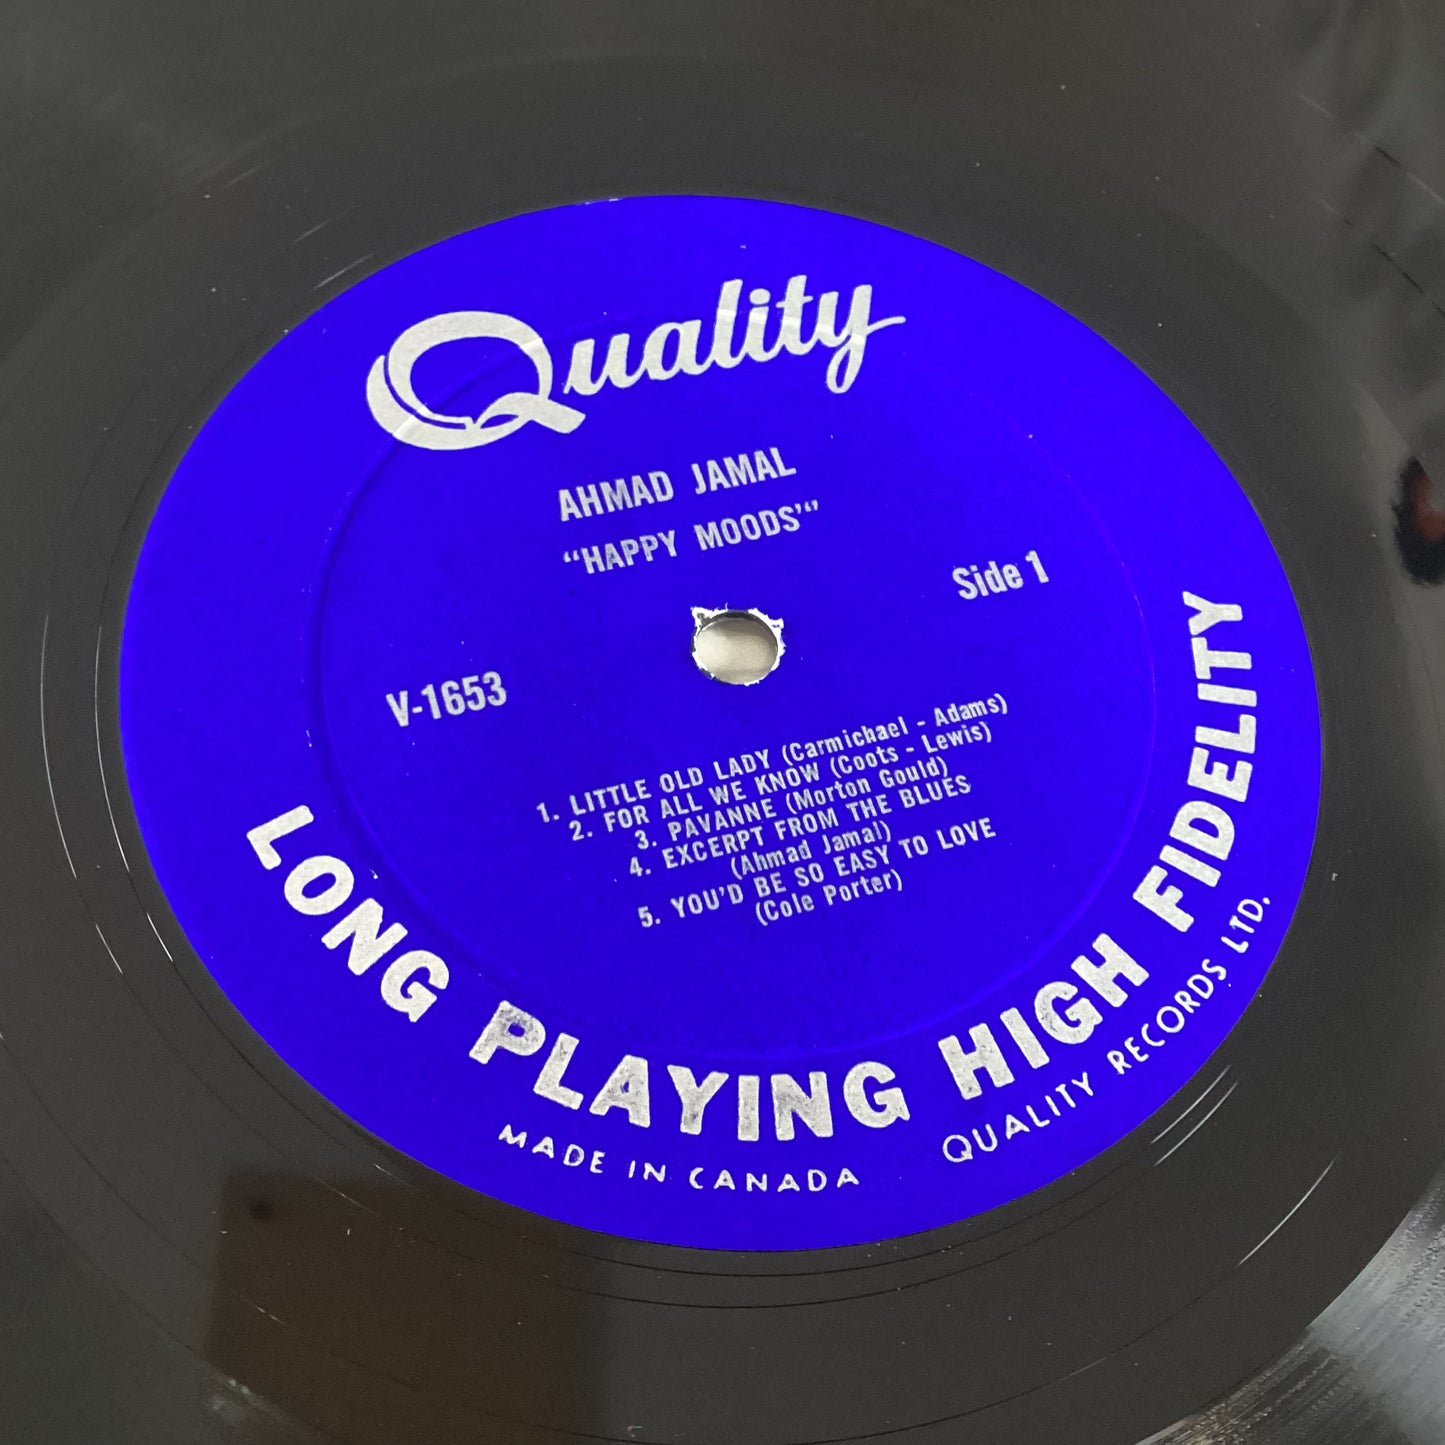 Quality
AHMAD JAMAL
"HAPPY MOODS'"
Side 1
V-1653
1. LITTLE OLD LADY (Carmichael - Adams)
2. FOR ALL WE KNOW (Coots - Lewis)
3. PAVANNE (Morton Gould)
4. EXCERPT FROM THE BLUES
(Ahmad Jamal)
5. YOU'D BE SO EASY TO LOVE
(Cole Porter)
LONG PLAYING HIGH FIDELITY
MADE IN CANADA
QUALITY RECORDS LTD.